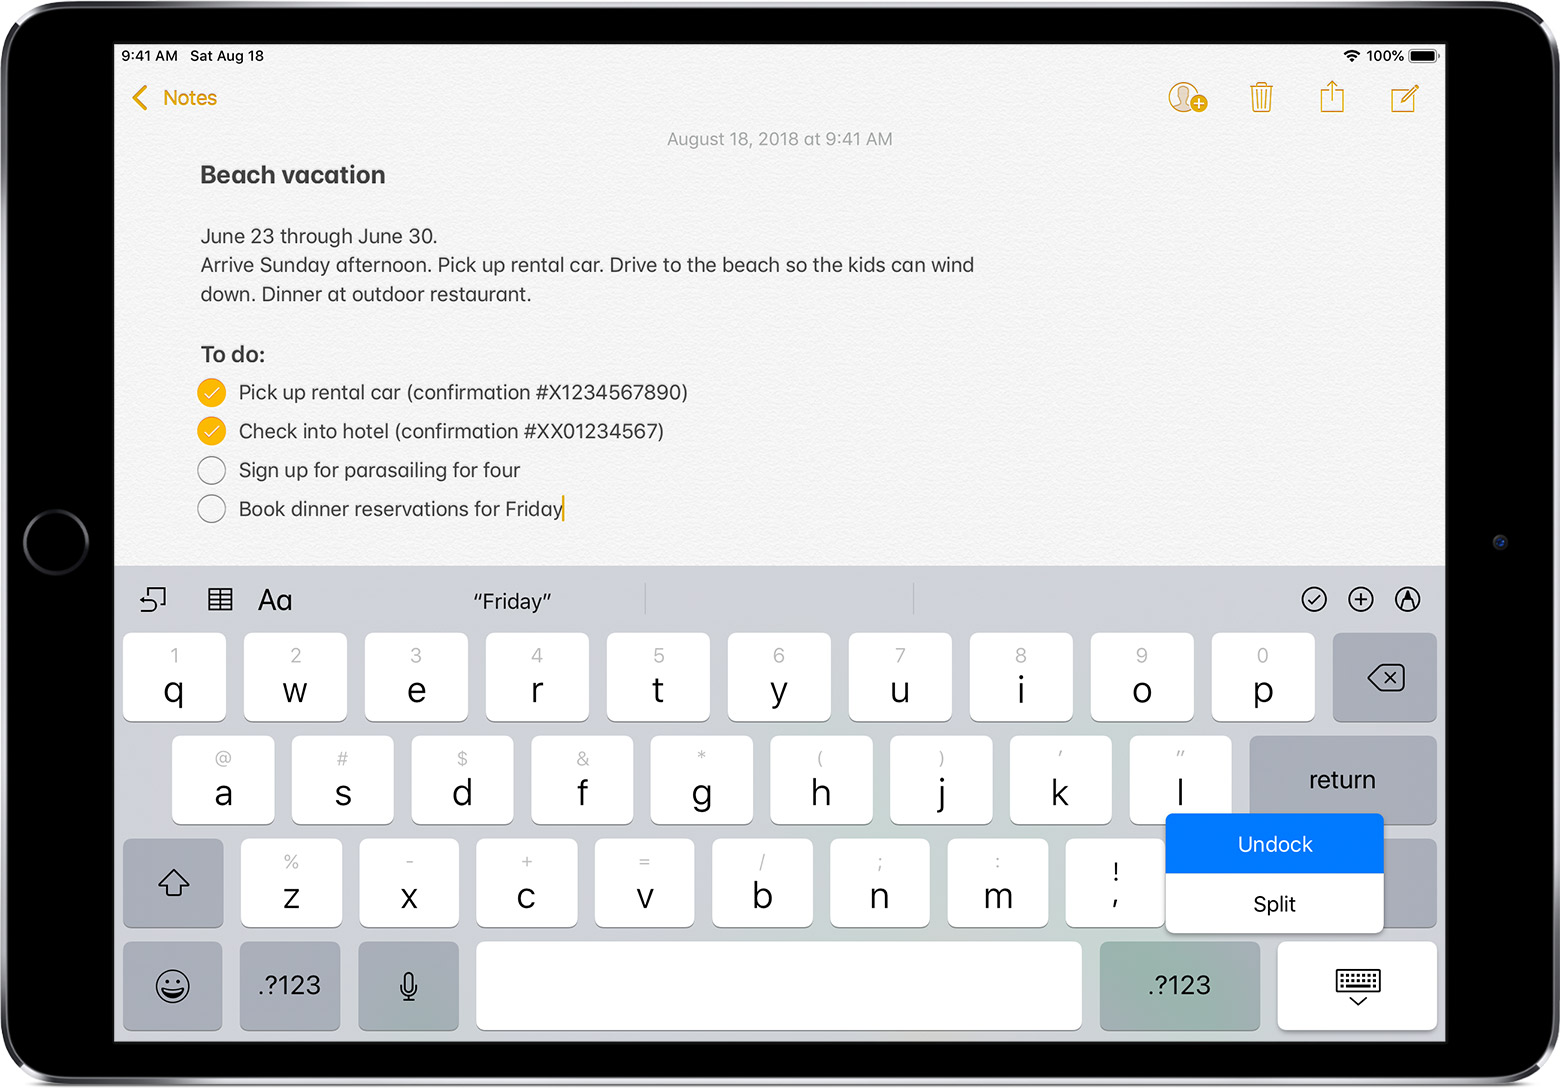 9:41 AM Sat Aug 18 100%
Notes
August 18, 2018 at 9:41 AM
Beach vacation
June 23 through June 30.
Arrive Sunday afternoon. Pick up rental car. Drive to the beach so the kids can wind
down. Dinner at outdoor restaurant.
To do:
Pick up rental car (confirmation #X1234567890)
Check into hotel (confirmation #XX01234567)
Sign up for parasailing for four
Book dinner reservations for Friday
Aa “Friday”
1 2 3 4 5 6 7 8 9 0
q w e r t y u i o p
@ # $ & * ( ) ' "
a s d f g h j k l return
Undock
% - + = / ; : !
z x c v b n m ,
Split
.?123 .?123